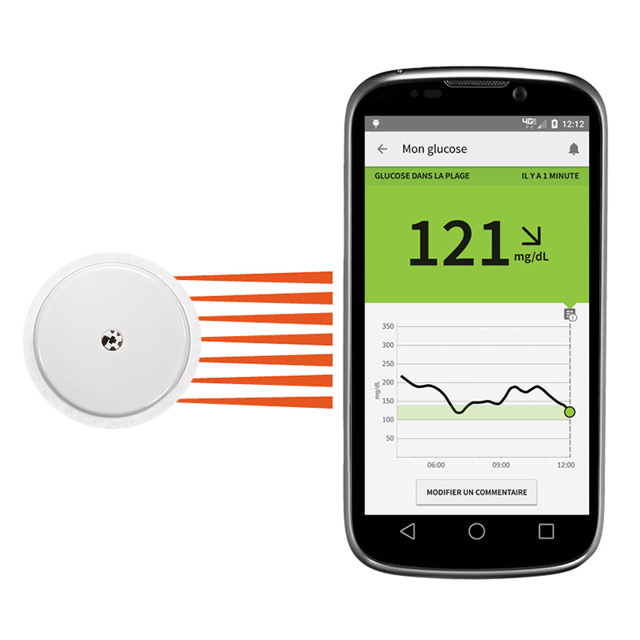 4G 12:12
Mon glucose
GLUCOSE DANS LA PLAGE IL Y A 1 MINUTE
121 mg/dL
350
300
250
200
150
100
50
mg/dL
06:00 09:00 12:00
MODIFIER UN COMMENTAIRE